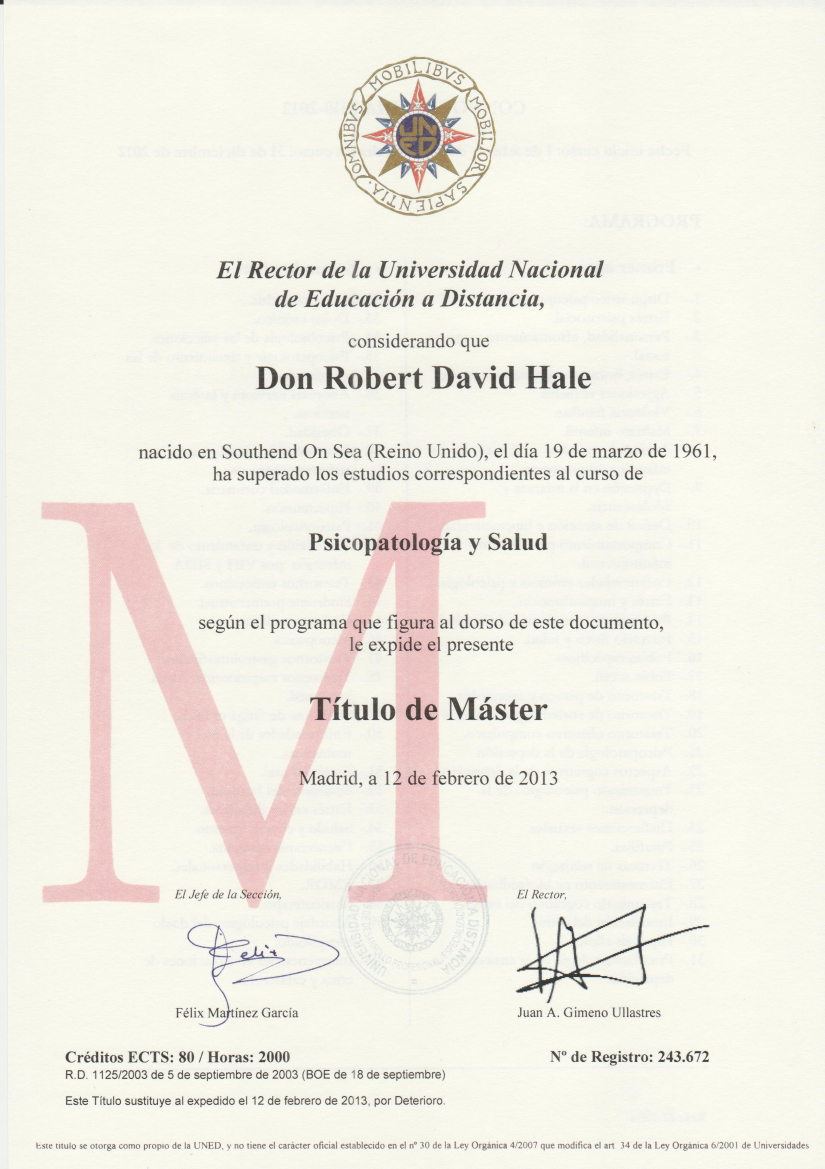 OMNIBVS MOBILIBVS MOBILIOR SAPIENTIA
UN
ED
El Rector de la Universidad Nacional
de Educación a Distancia,
considerando que
Don Robert David Hale
nacido en Southend On Sea (Reino Unido), el día 19 de marzo de 1961,
ha superado los estudios correspondientes al curso de
Psicopatología y Salud
según el programa que figura al dorso de este documento,
le expide el presente
M
Título de Máster
Madrid, a 12 de febrero de 2013
El Jefe de la Sección,
El Rector,
UNIVERSIDAD NACIONAL DE EDUCACION A DISTANCIA
Felix
Félix Martínez García
Juan A. Gimeno Ullastres
Créditos ECTS: 80 / Horas: 2000
Nº de Registro: 243.672
R.D. 1125/2003 de 5 de septiembre de 2003 (BOE de 18 de septiembre)
Este Título sustituye al expedido el 12 de febrero de 2013, por Deterioro.
Este título se otorga como propio de la UNED, y no tiene el carácter oficial establecido en el nº 30 de la Ley Orgánica 4/2007 que modifica el art. 34 de la Ley Orgánica 6/2001 de Universidades